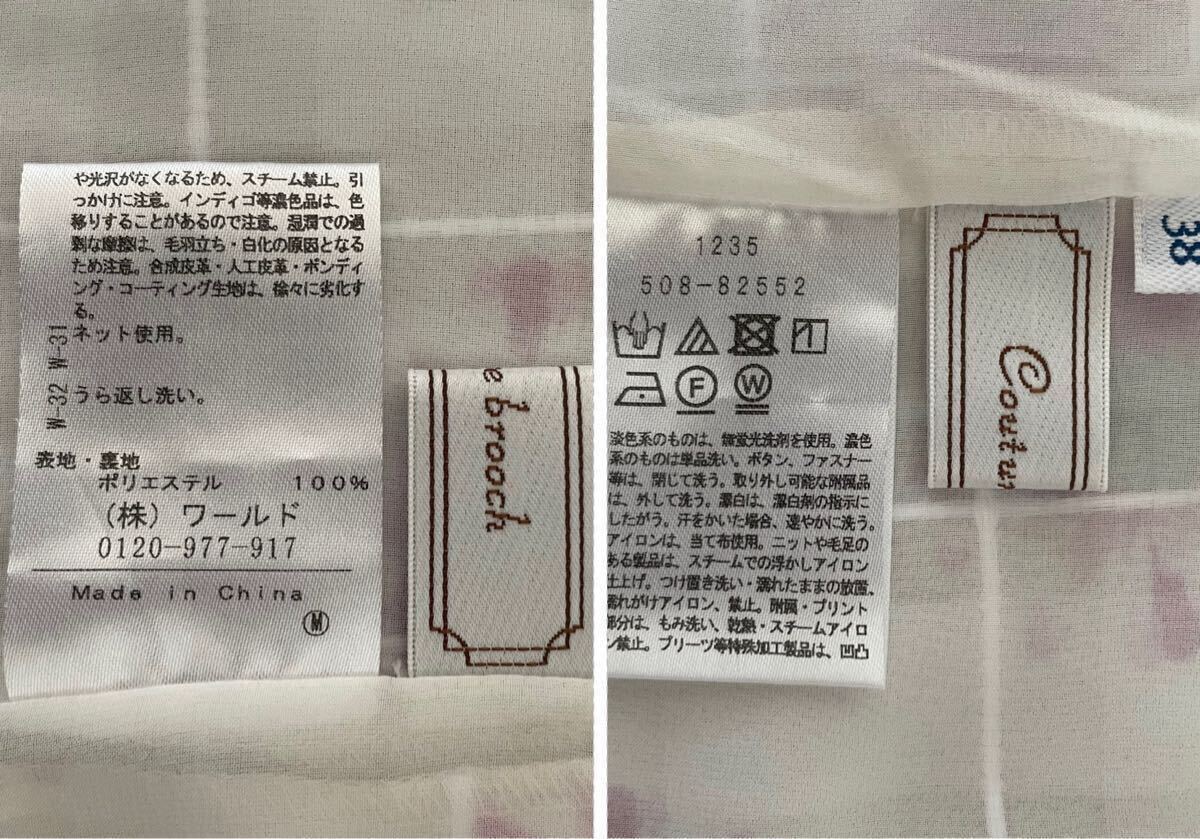 や光沢がなくなるため、スチーム禁止。引
っかけに注意。インディゴ等濃色品は、色
移りすることがあるので注意。湿潤での過
剰な摩擦は、毛羽立ち・白化の原因となる
ため注意。合成皮革・人工皮革・ボンディ
ング・コーティング生地は、徐々に劣化す
る。
W-31 ネット使用。
W-32 うら返し洗い。
表地・裏地
ポリエステル 100%
(株)ワールド
0120-977-917
Made in China
M
e brooch
1235
508-82552
F
W
淡色系のものは、無蛍光洗剤を使用。濃色
系のものは単品洗い。ボタン、ファスナー
等は、閉じて洗う。取り外し可能な附属品
は、外して洗う。漂白は、漂白剤の指示に
したがう。汗をかいた場合、速やかに洗う。
アイロンは、当て布使用。ニットや毛足の
ある製品は、スチームでの浮かしアイロン
仕上げ。つけ置き洗い・濡れたままの放置、
濡れがけアイロン、禁止。附属・プリント
部分は、もみ洗い、乾熱・スチームアイロ
ン禁止。プリーツ等特殊加工製品は、凹凸
Coutur
38